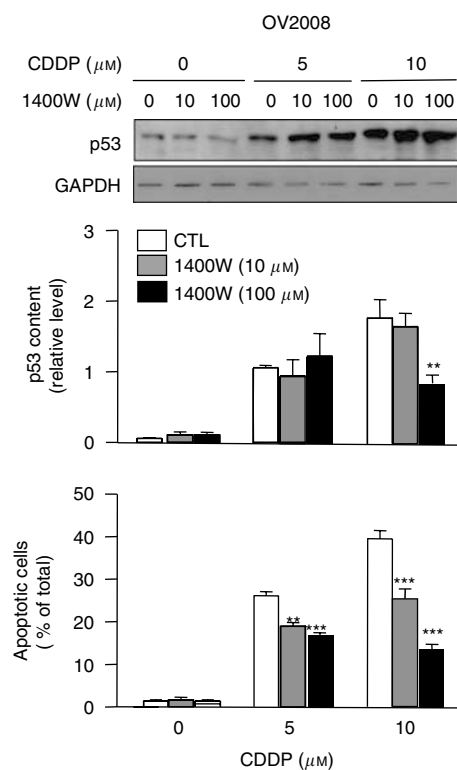 OV2008
CDDP (μM) 0 5 10
1400W (μM) 0 10 100 0 10 100 0 10 100
p53
GAPDH
p53 content
(relative level)
3
2
1
0
CTL
1400W (10 μM)
1400W (100 μM)
**
Apoptotic cells
( % of total)
50
40
30
20
10
0
** ***
***
***
0 5 10
CDDP (μM)